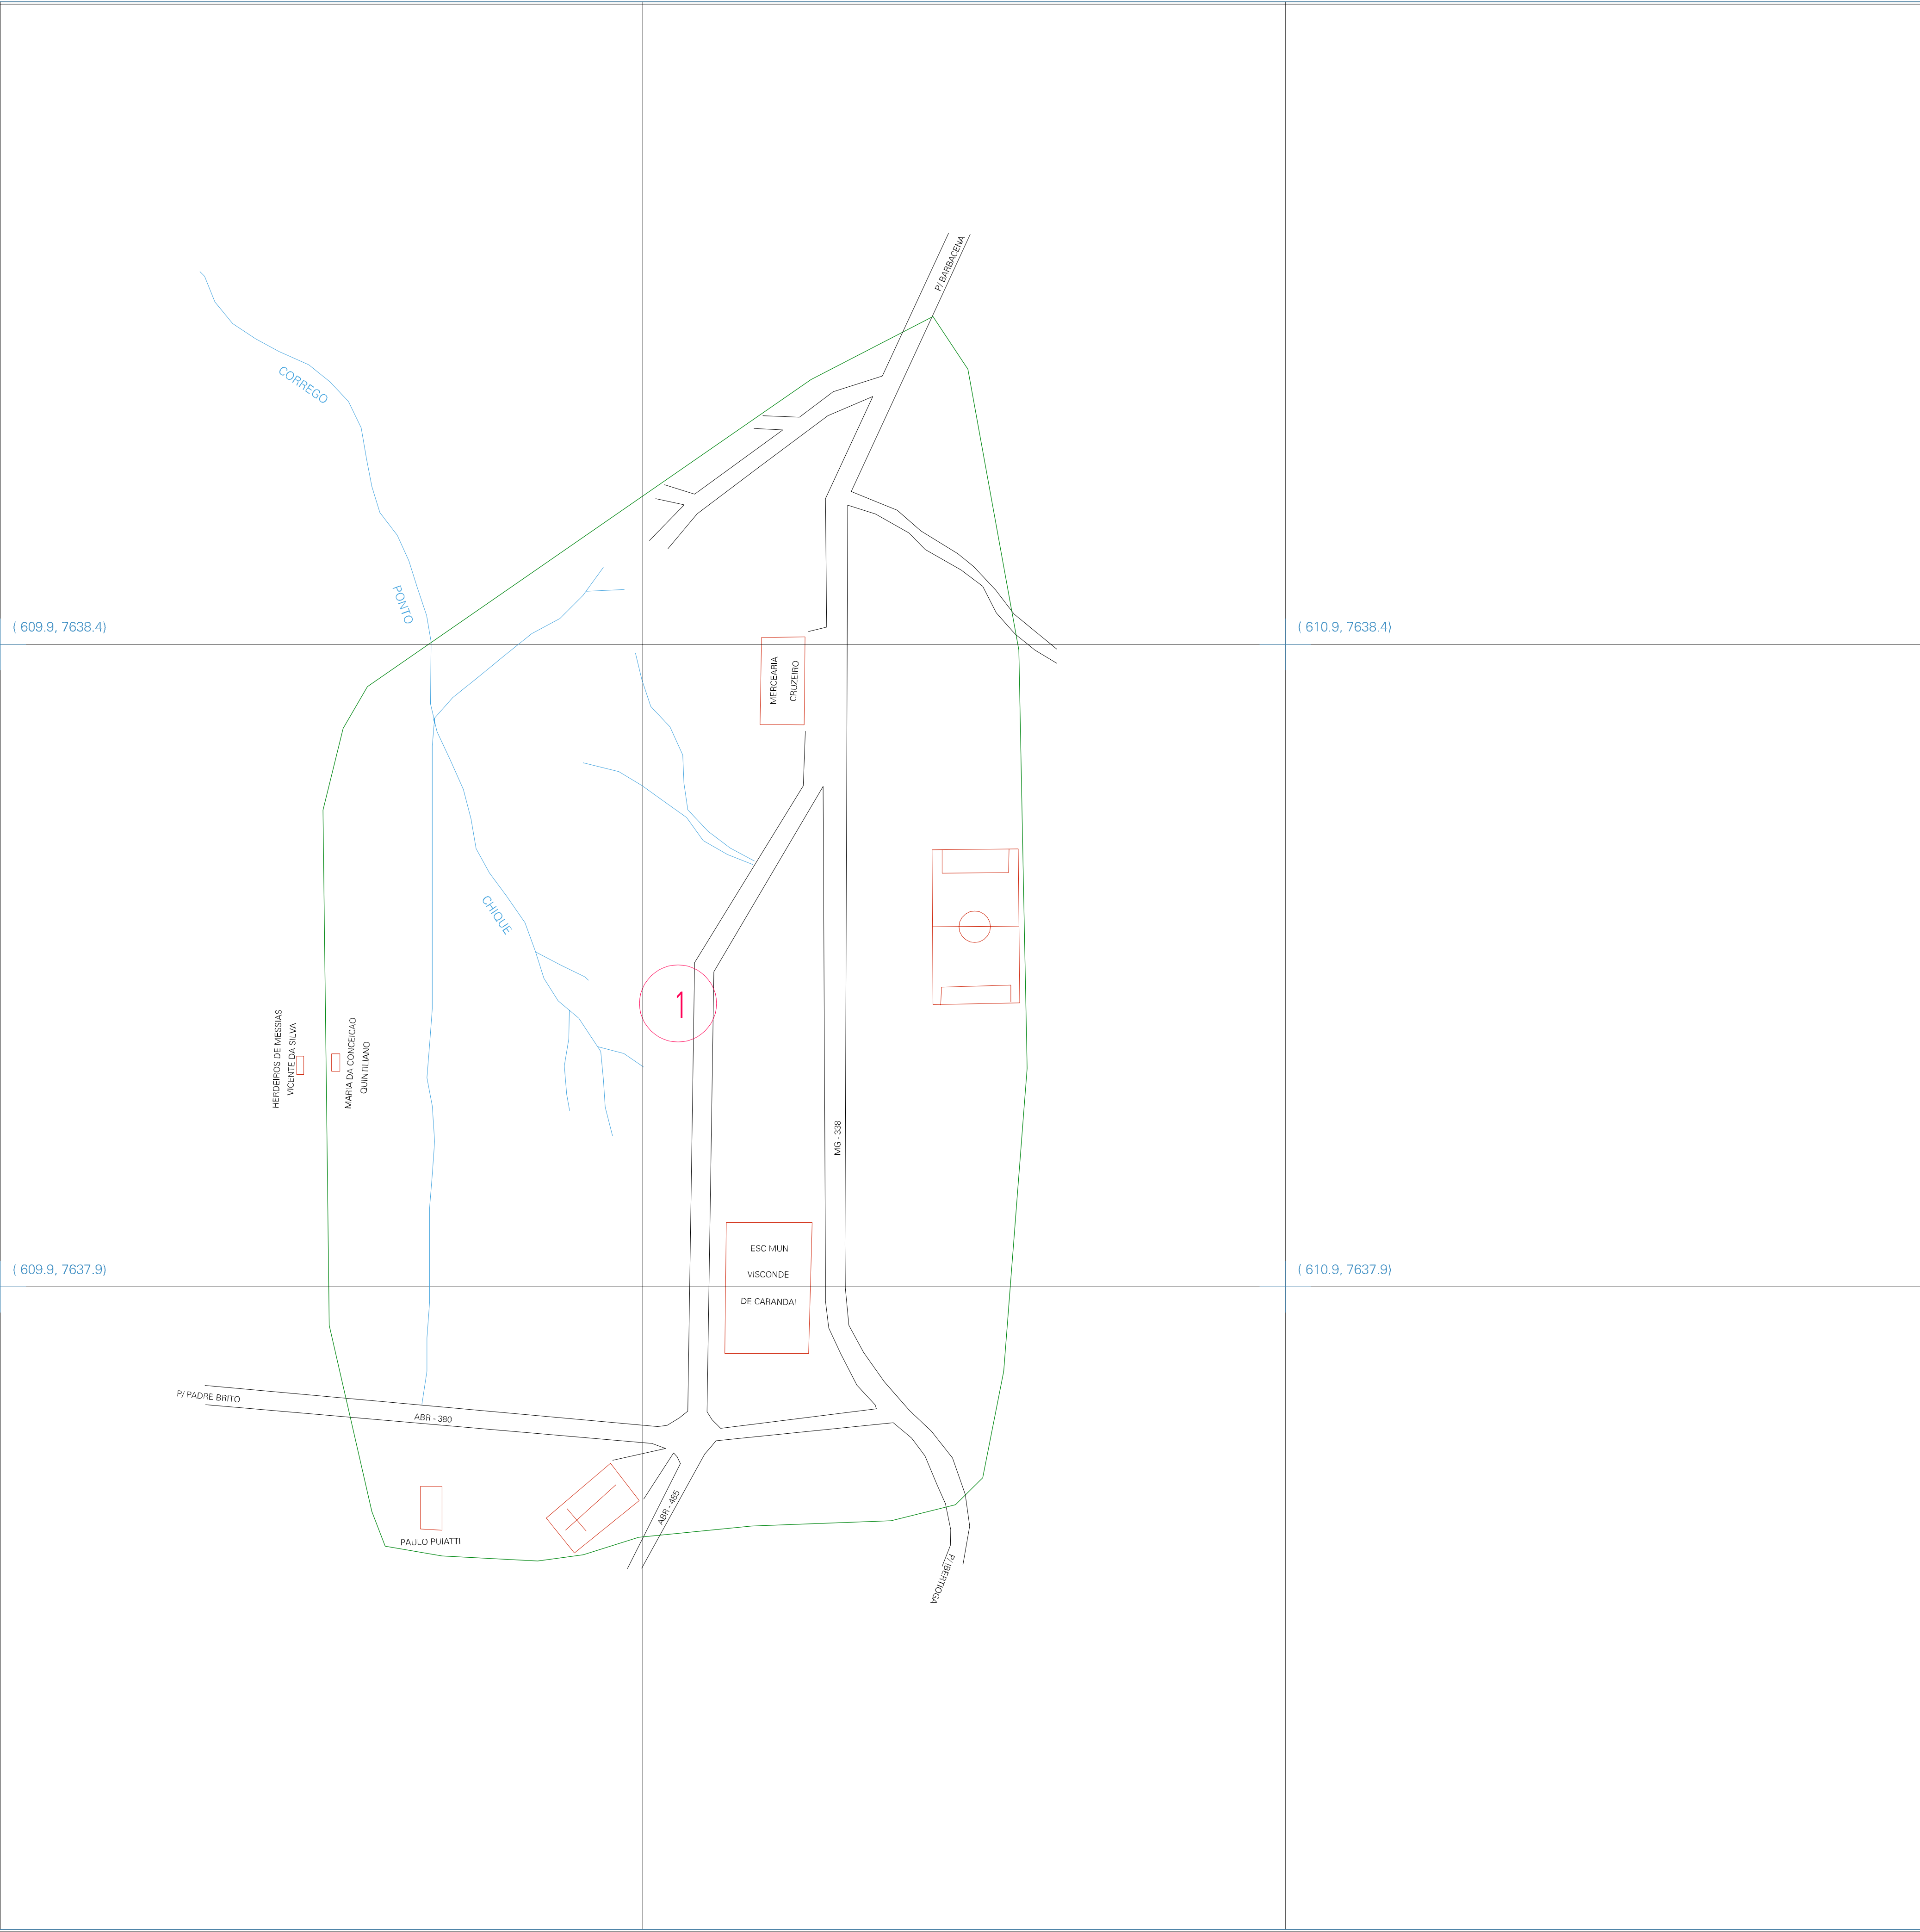 P/ BARBACENA
CORREGO
PONTO
( 609.9, 7638.4)
( 610.9, 7638.4)
MERCEARIA
CRUZEIRO
CHIQUE
1
HERDEIROS DE MESSIAS
VICENTE DA SILVA
MARIA DA CONCEICAO
QUINTILIANO
MG - 338
ESC MUN
VISCONDE
DE CARANDAI
( 609.9, 7637.9)
( 610.9, 7637.9)
P/ PADRE BRITO
ABR - 380
ABR - 485
PAULO PUIATTI
P/ IBERTIOGA